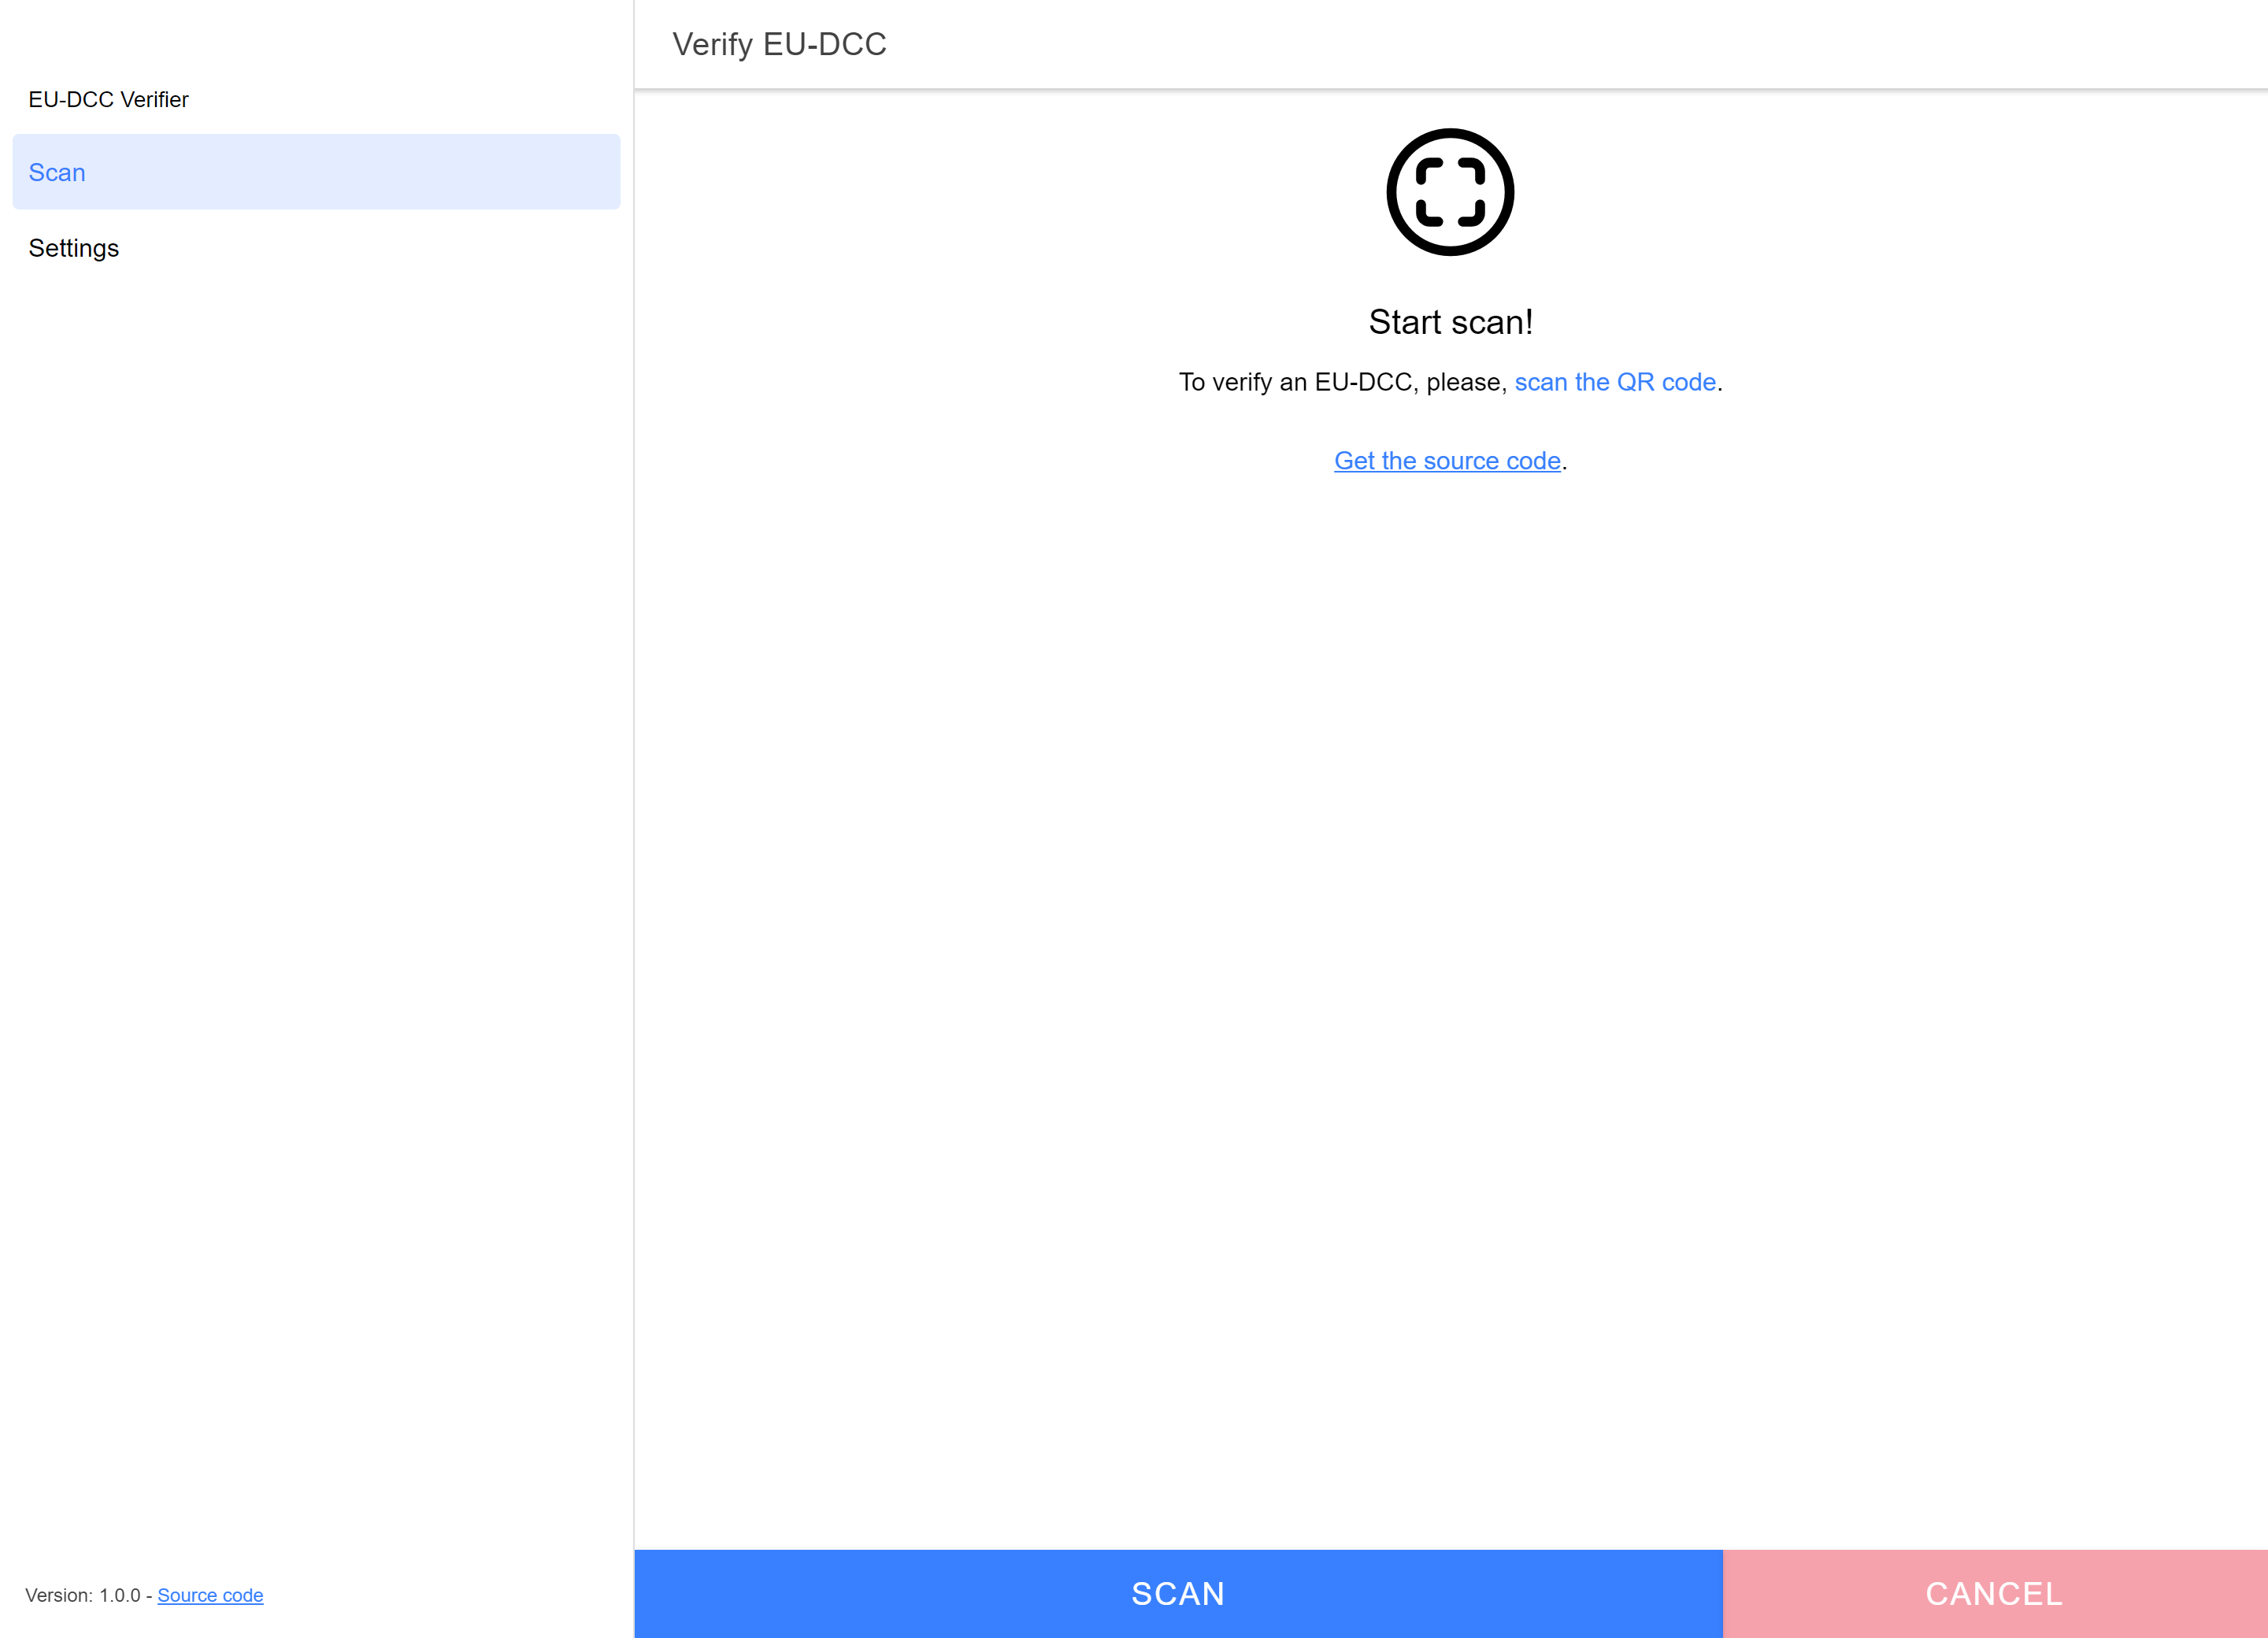 EU-DCC Verifier
Scan
Settings
Version: 1.0.0 - Source code
Verify EU-DCC
Start scan!
To verify an EU-DCC, please, scan the QR code.
Get the source code.
SCAN
CANCEL